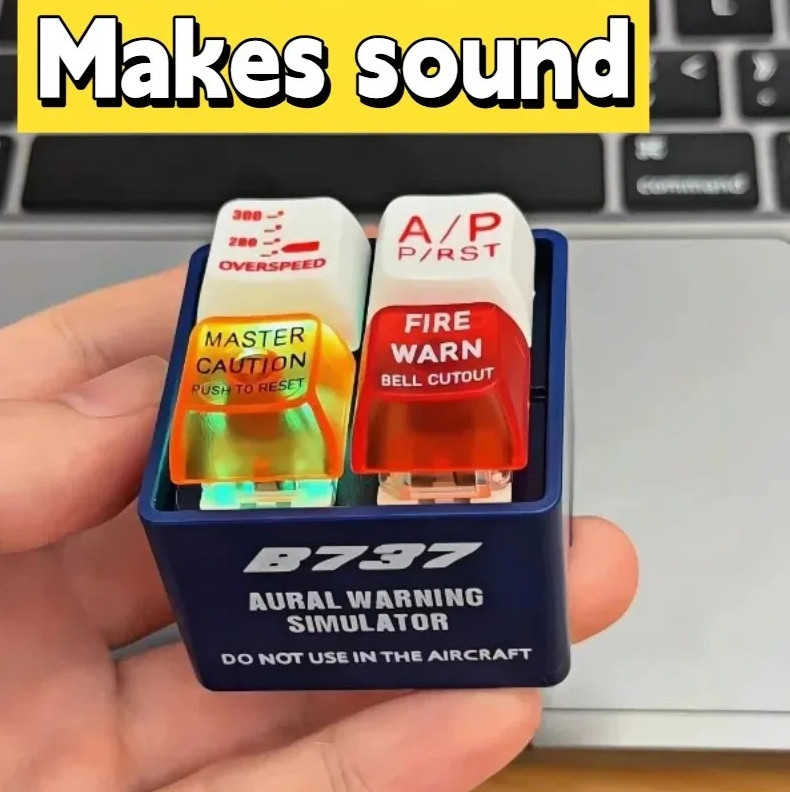 Makes sound
P
<
command
300
280
OVERSPEED
A/P
P/RST
MASTER
CAUTION
PUSH TO RESET
FIRE
WARN
BELL CUTOUT
B737
AURAL WARNING
SIMULATOR
DO NOT USE IN THE AIRCRAFT